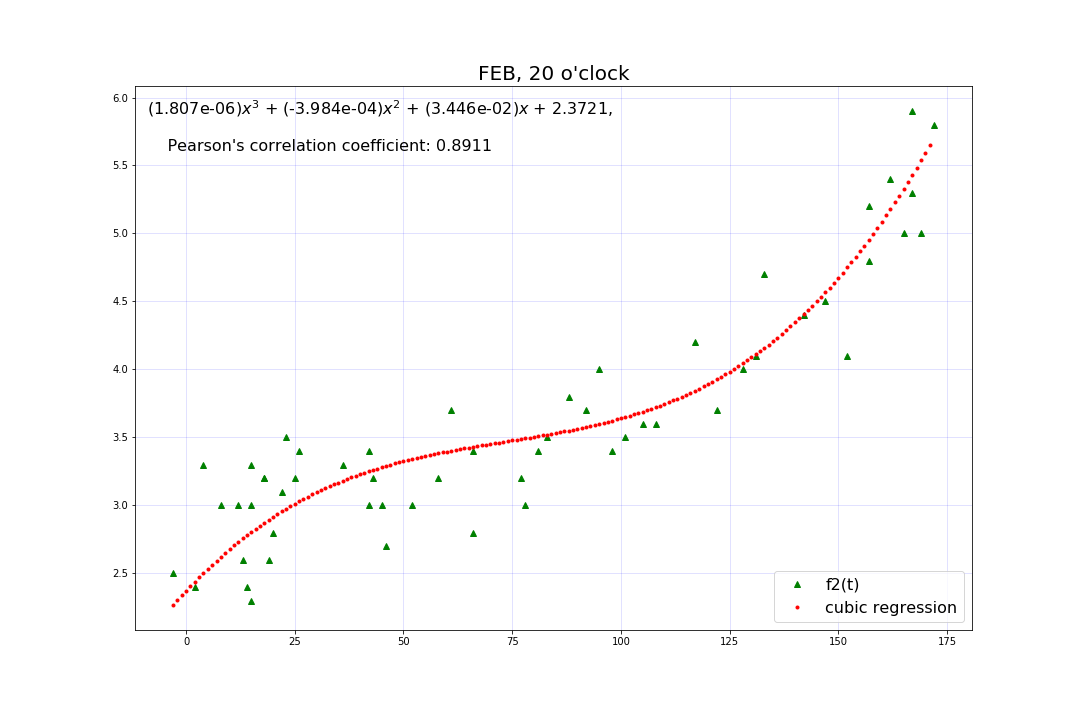 FEB, 20 o'clock
(1.807e-06)x³ + (-3.984e-04)x² + (3.446e-02)x + 2.3721,
Pearson's correlation coefficient: 0.8911
6.0
5.5
5.0
4.5
4.0
3.5
3.0
2.5
f2(t)
cubic regression
0 25 50 75 100 125 150 175